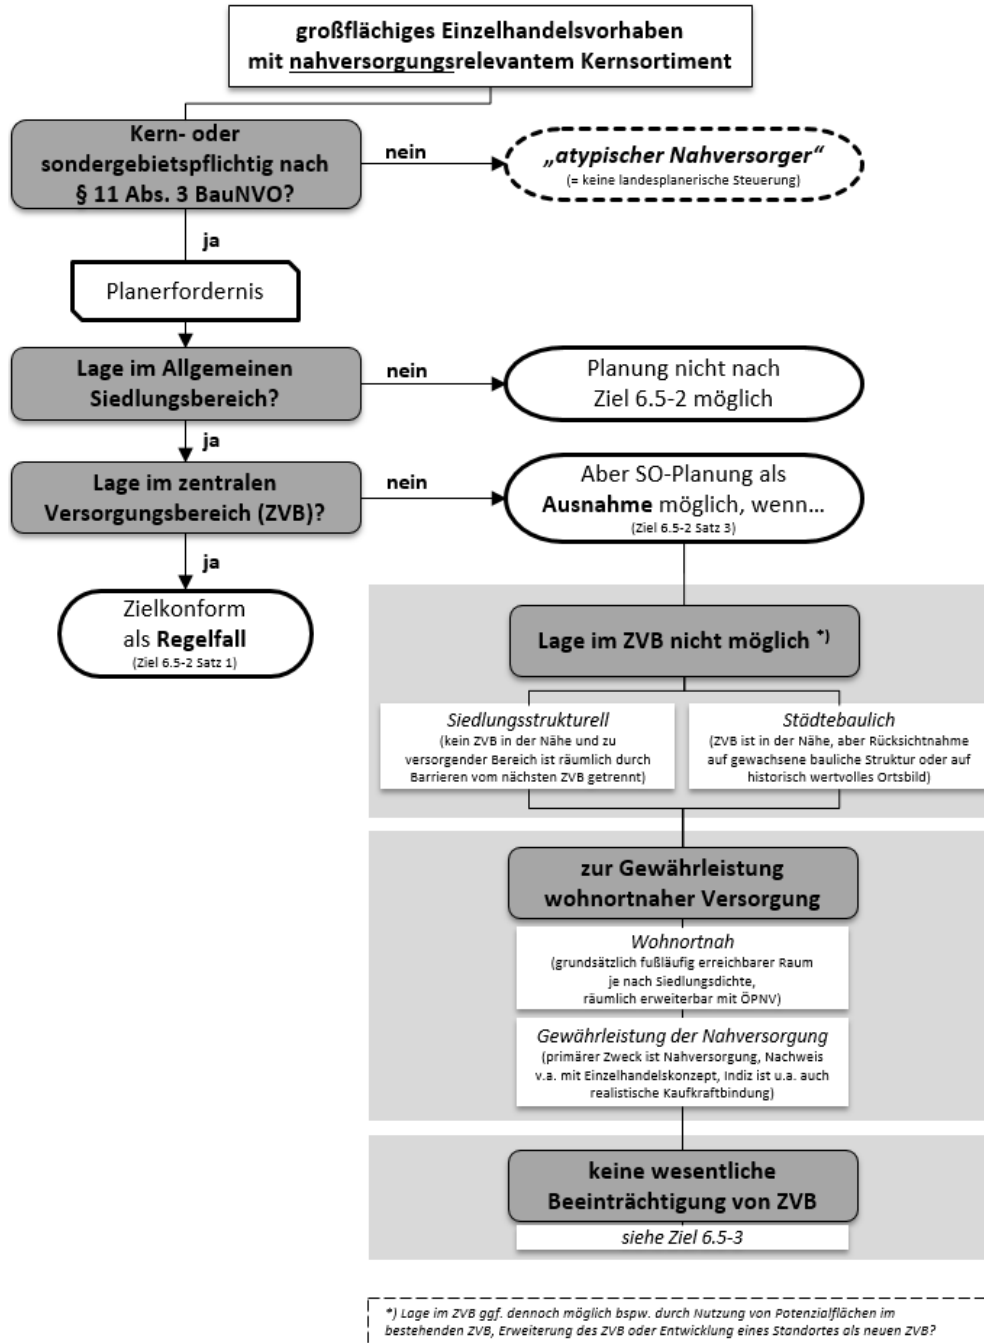 großflächiges Einzelhandelsvorhaben
mit nahversorgungsrelevantem Kernsortiment
Kern- oder
sondergebietspflichtig nach
§ 11 Abs. 3 BauNVO?
nein
„atypischer Nahversorger“
(= keine landesplanerische Steuerung)
ja
Planerfordernis
Lage im Allgemeinen
Siedlungsbereich?
nein
Planung nicht nach
Ziel 6.5-2 möglich
ja
Lage im zentralen
Versorgungsbereich (ZVB)?
nein
Aber SO-Planung als
Ausnahme möglich, wenn...
(Ziel 6.5-2 Satz 3)
ja
Zielkonform
als Regelfall
(Ziel 6.5-2 Satz 1)
Lage im ZVB nicht möglich *)
Siedlungsstrukturell
(kein ZVB in der Nähe und zu
versorgender Bereich ist räumlich durch
Barrieren vom nächsten ZVB getrennt)
Städtebaulich
(ZVB ist in der Nähe, aber Rücksichtnahme
auf gewachsene bauliche Struktur oder auf
historisch wertvolles Ortsbild)
zur Gewährleistung
wohnortnaher Versorgung
Wohnortnah
(grundsätzlich fußläufig erreichbarer Raum
je nach Siedlungsdichte,
räumlich erweiterbar mit ÖPNV)
Gewährleistung der Nahversorgung
(primärer Zweck ist Nahversorgung, Nachweis
v.a. mit Einzelhandelskonzept, Indiz ist u.a. auch
realistische Kaufkraftbindung)
keine wesentliche
Beeinträchtigung von ZVB
siehe Ziel 6.5-3
*) Lage im ZVB ggf. dennoch möglich bspw. durch Nutzung von Potenzialflächen im
bestehenden ZVB, Erweiterung des ZVB oder Entwicklung eines Standortes als neuen ZVB?